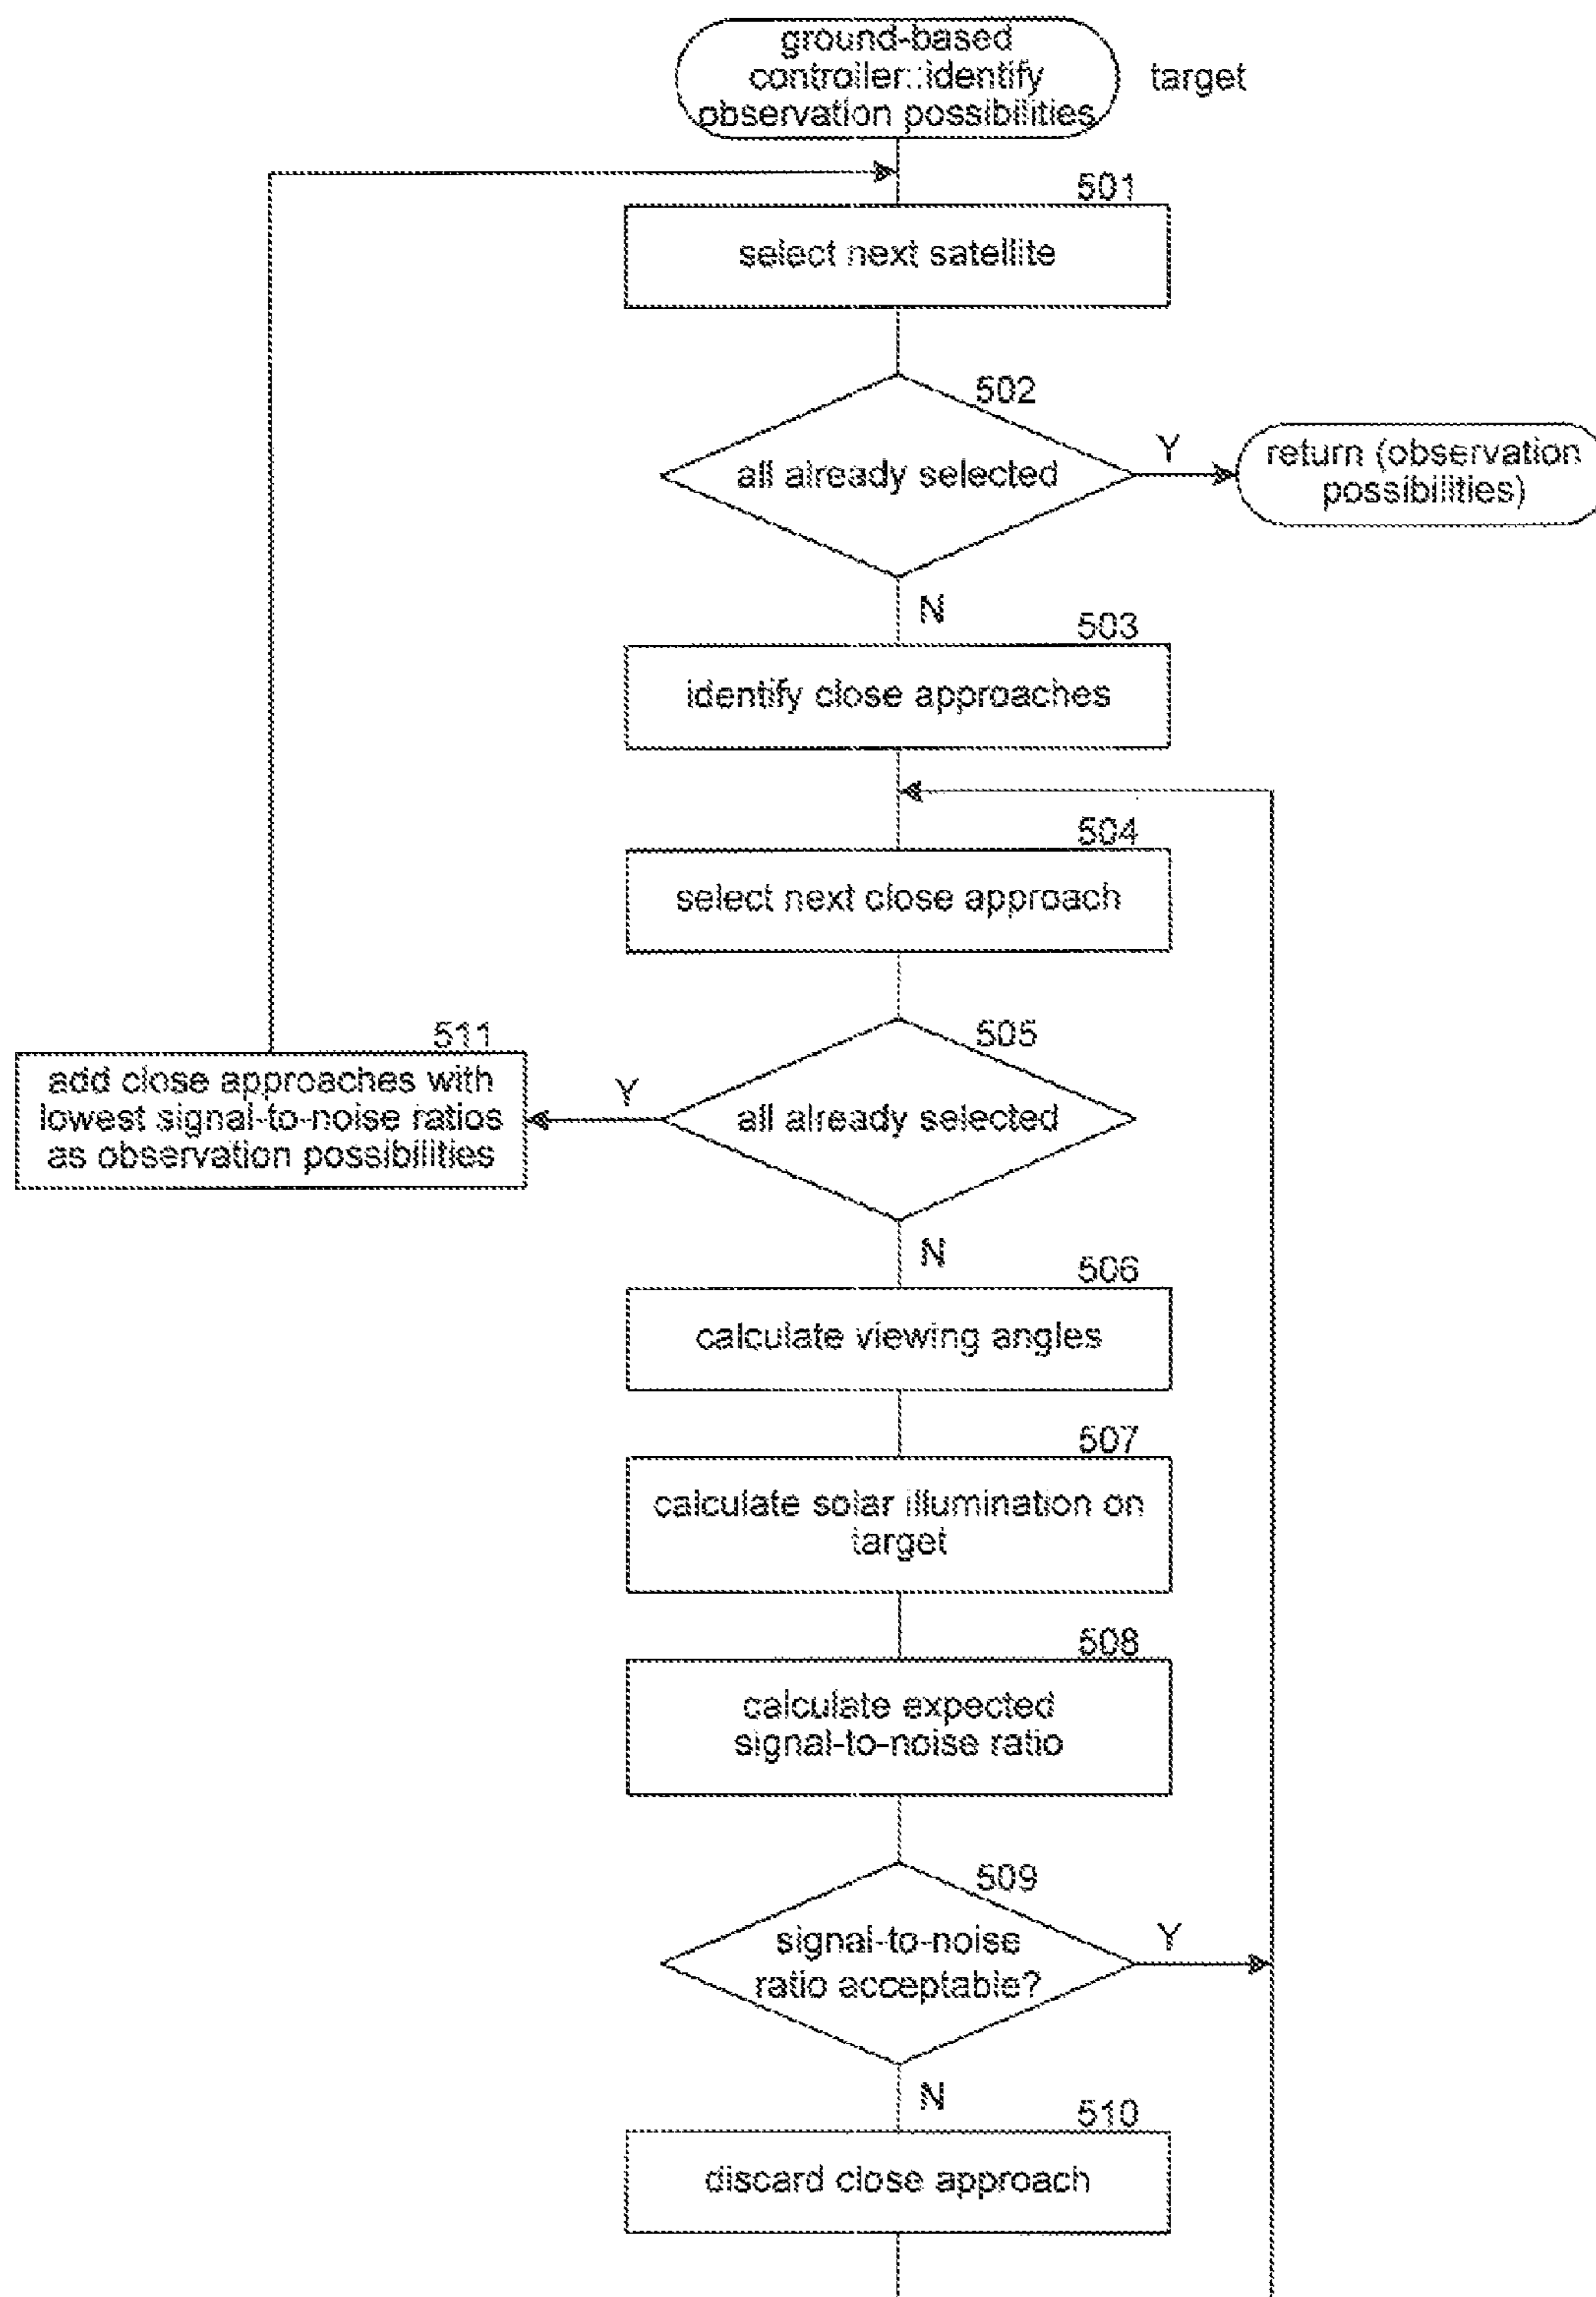 ground-based
controller::identify
observation possibilities
target
501
select next satellite
502
all already selected
Y
return (observation
possibilities)
N
503
identify close approaches
504
select next close approach
505
all already selected
Y
511
add close approaches with
lowest signal-to-noise ratios
as observation possibilities
N
506
calculate viewing angles
507
calculate solar illumination on
target
508
calculate expected
signal-to-noise ratio
509
signal-to-noise
ratio acceptable?
Y
N
510
discard close approach